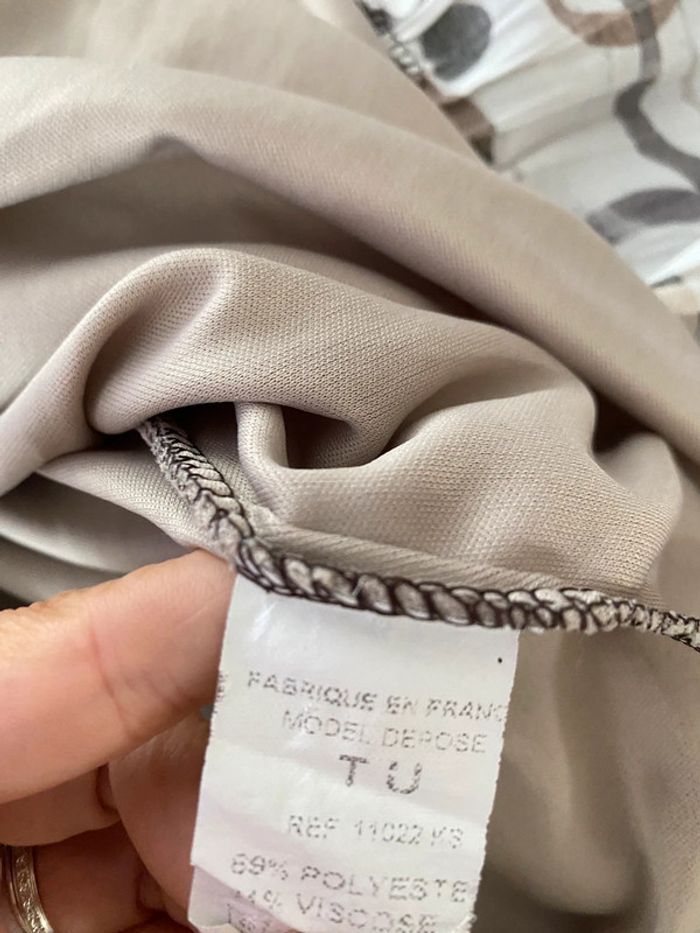 FABRIQUE EN FRANC
MODEL DEPOSE
T U
REF 11022 KS
69% POLYESTE
VISCOSE